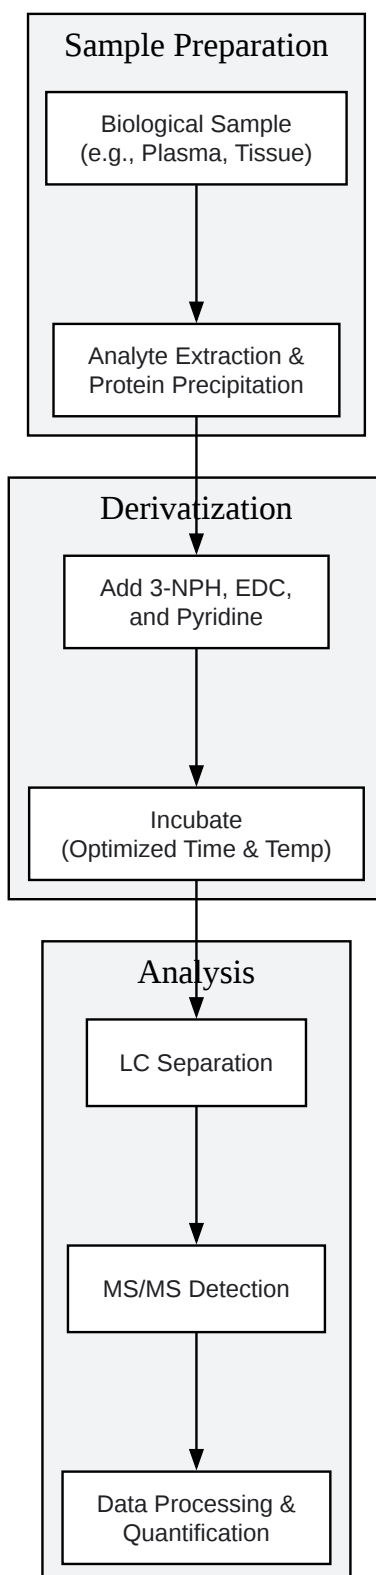 Sample Preparation
Biological Sample
(e.g., Plasma, Tissue)
Analyte Extraction &
Protein Precipitation
Derivatization
Add 3-NPH, EDC,
and Pyridine
Incubate
(Optimized Time & Temp)
Analysis
LC Separation
MS/MS Detection
Data Processing &
Quantification